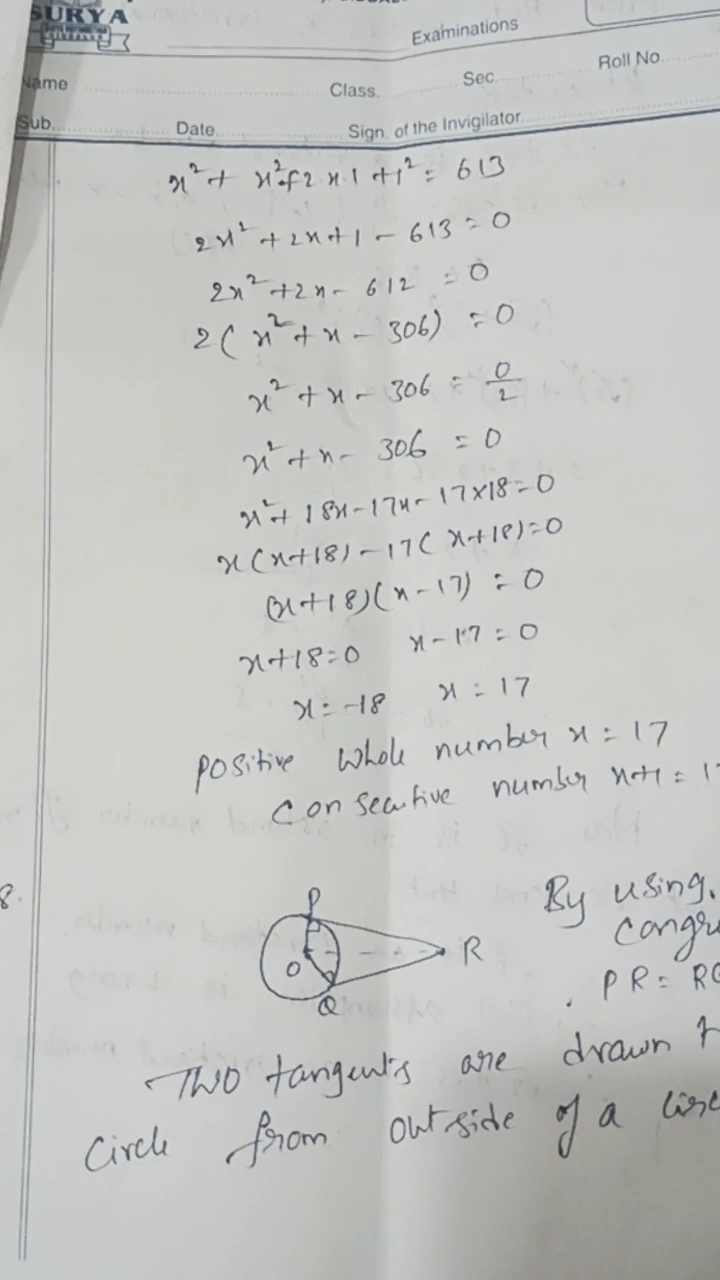 SURYA
Examinations
Name Class. Sec Roll No.
Sub. Date Sign. of the Invigilator.
x² + x² + 2·x·1 + 1² = 613
2x² + 2x + 1 - 613 = 0
2x² + 2x - 612 = 0
2(x² + x - 306) = 0
x² + x - 306 = 0/2
x² + x - 306 = 0
x² + 18x - 17x - 17×18 = 0
x(x+18) - 17(x+18) = 0
(x+18)(x-17) = 0
x+18=0 x-17=0
x=-18 x=17
positive whole number x = 17
Consecutive number x+1 =
8.
By using.
P
O
R
Q
PR =
Two tangents are drawn
circle from outside of a